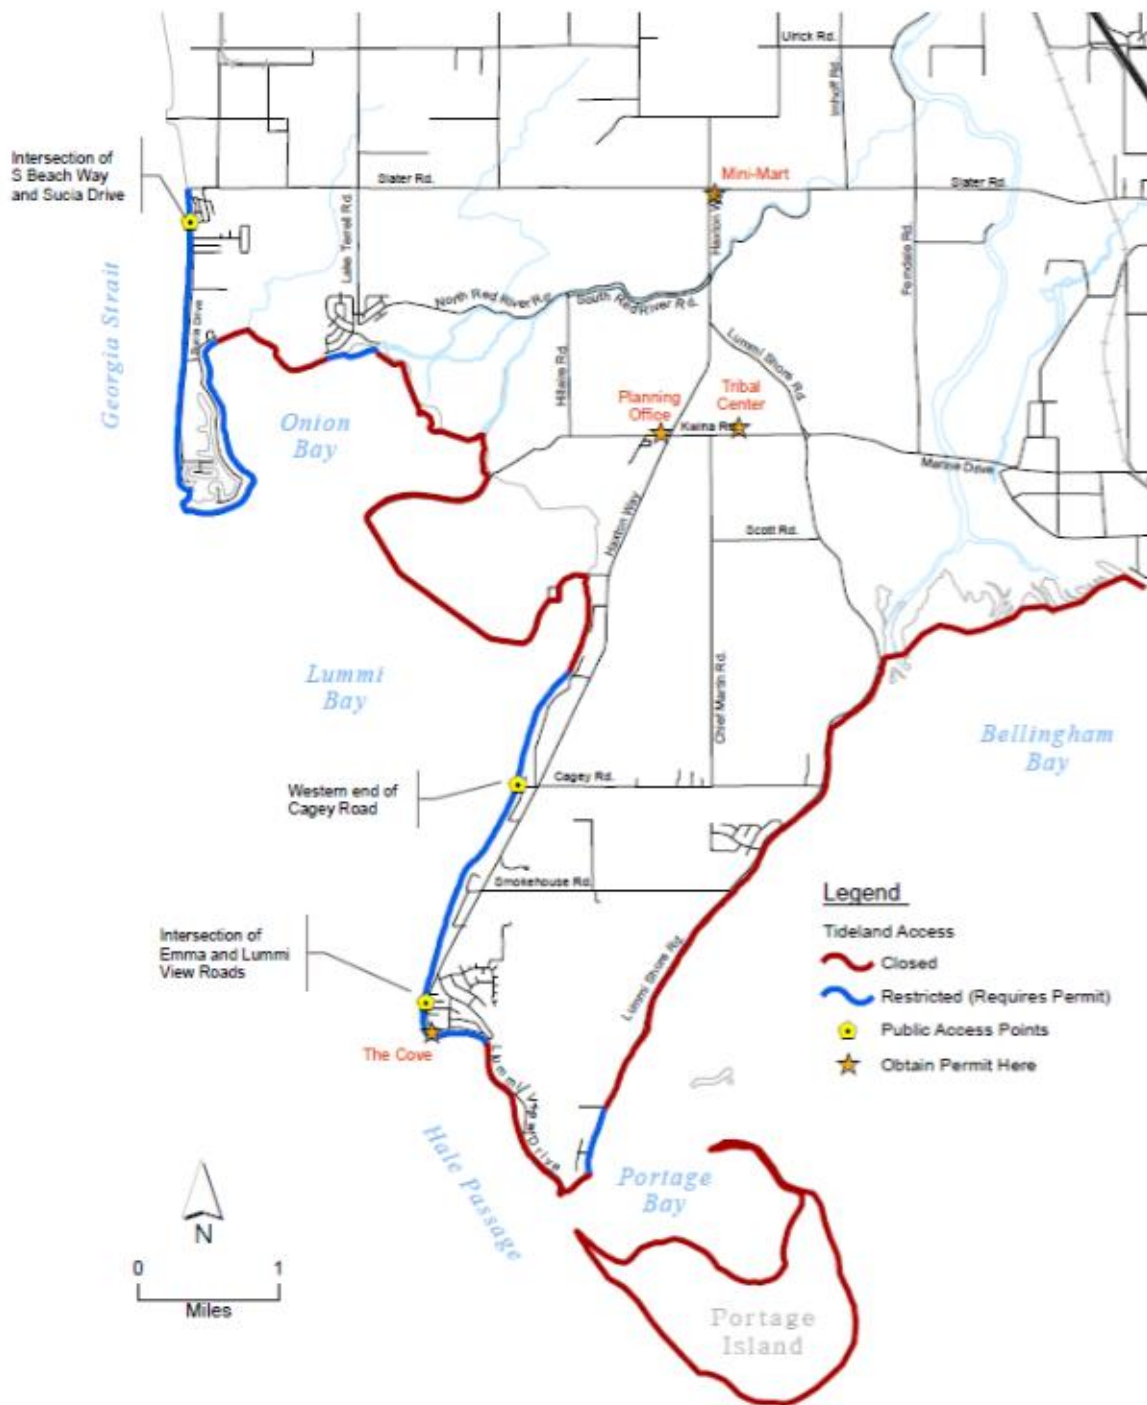 Ulrick Rd.
Imhoff Rd.
Intersection of
S Beach Way
and Sucia Drive
Slater Rd.
Mini-Mart
Slater Rd.
Lake Terrell Rd.
Haxton W
Ferndale Rd.
Georgia Strait
North Red River Rd.
South Red River Rd.
Sucia Drive
Lummi Shore Rd
Hillaire Rd.
Onion
Bay
Planning
Office
Tribal
Center
Kwina R
Marine Drive
Haxton Way
Scott Rd.
Lummi
Bay
Chief Martin Rd.
Bellingham
Bay
Western end of
Cagey Road
Cagey Rd.
Smokehouse Rd.
Legend
Tideland Access
Closed
Restricted (Requires Permit)
Public Access Points
Obtain Permit Here
Intersection of
Emma and Lummi
View Roads
Lummi Shore Rd.
The Cove
Lummi View Drive
Hale Passage
Portage
Bay
N
0 1
Miles
Portage
Island